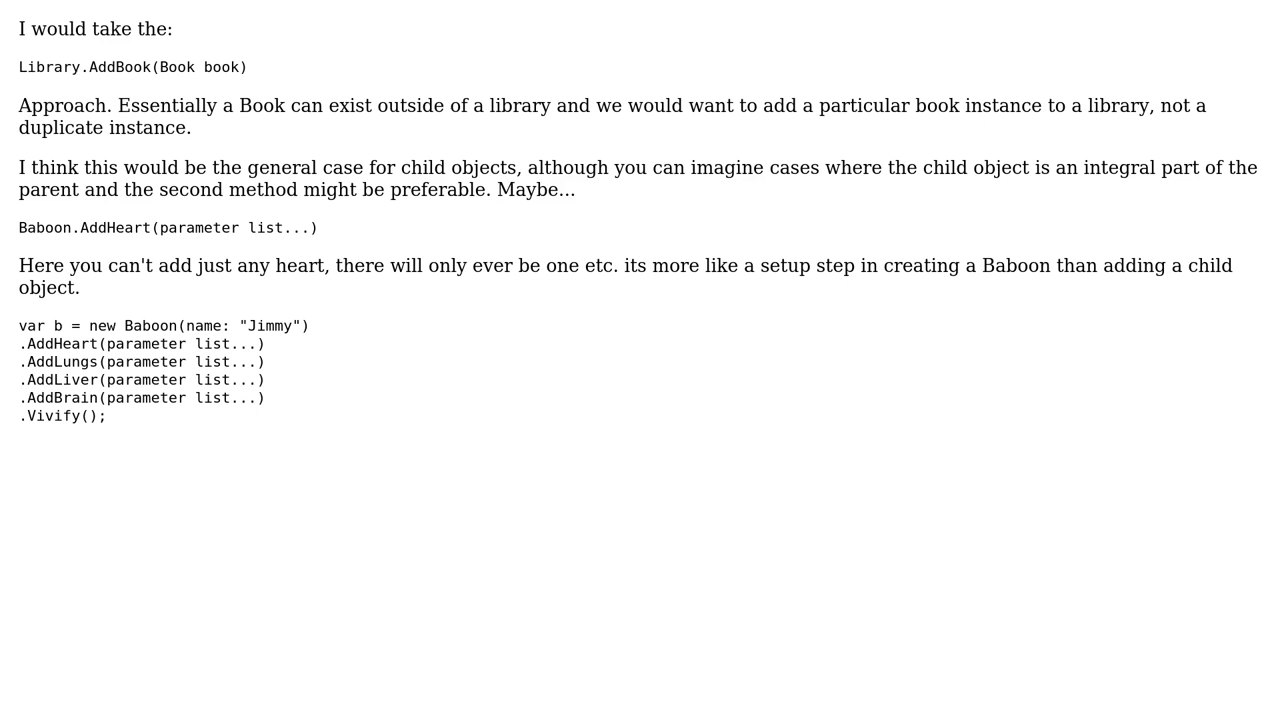 I would take the:
Library.AddBook(Book book)
Approach. Essentially a Book can exist outside of a library and we would want to add a particular book instance to a library, not a
duplicate instance.
I think this would be the general case for child objects, although you can imagine cases where the child object is an integral part of the
parent and the second method might be preferable. Maybe...
Baboon.AddHeart(parameter list...)
Here you can't add just any heart, there will only ever be one etc. its more like a setup step in creating a Baboon than adding a child
object.
var b = new Baboon(name: "Jimmy")
.AddHeart(parameter list...)
.AddLungs(parameter list...)
.AddLiver(parameter list...)
.AddBrain(parameter list...)
.Vivify();